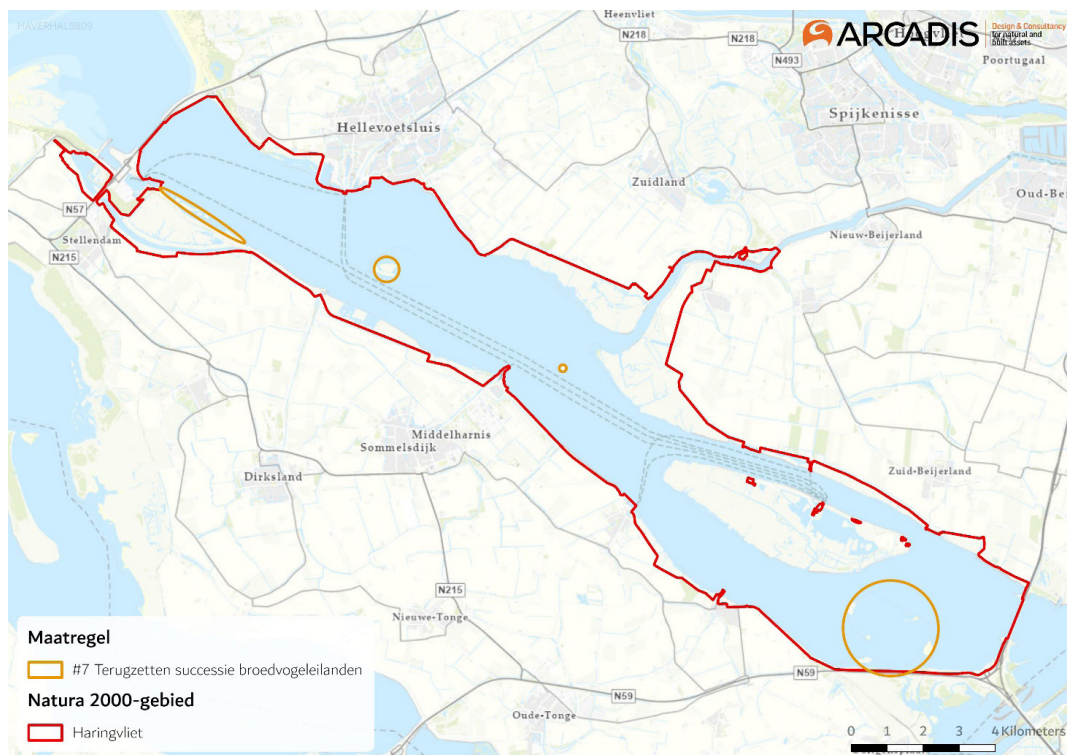 HAVERHAL8809
Heenvliet
N218
N218
N493
ARCADIS
Design & Consultancy
for natural and
built assets
Poortugaal
Hellevoetsluis
Spijkenisse
Zuidland
Oud-Bei
N57
Stellendam
N215
Nieuw-Beijerland
Middelharnis
Sommelsdijk
Dirksland
Zuid-Beijerland
N215
Nieuwe-Tonge
N59
N59
Oude-Tonge
Maatregel
#7 Terugzetten successie broedvogeleilanden
Natura 2000-gebied
Haringvliet
0 1 2 3 4 Kilometers